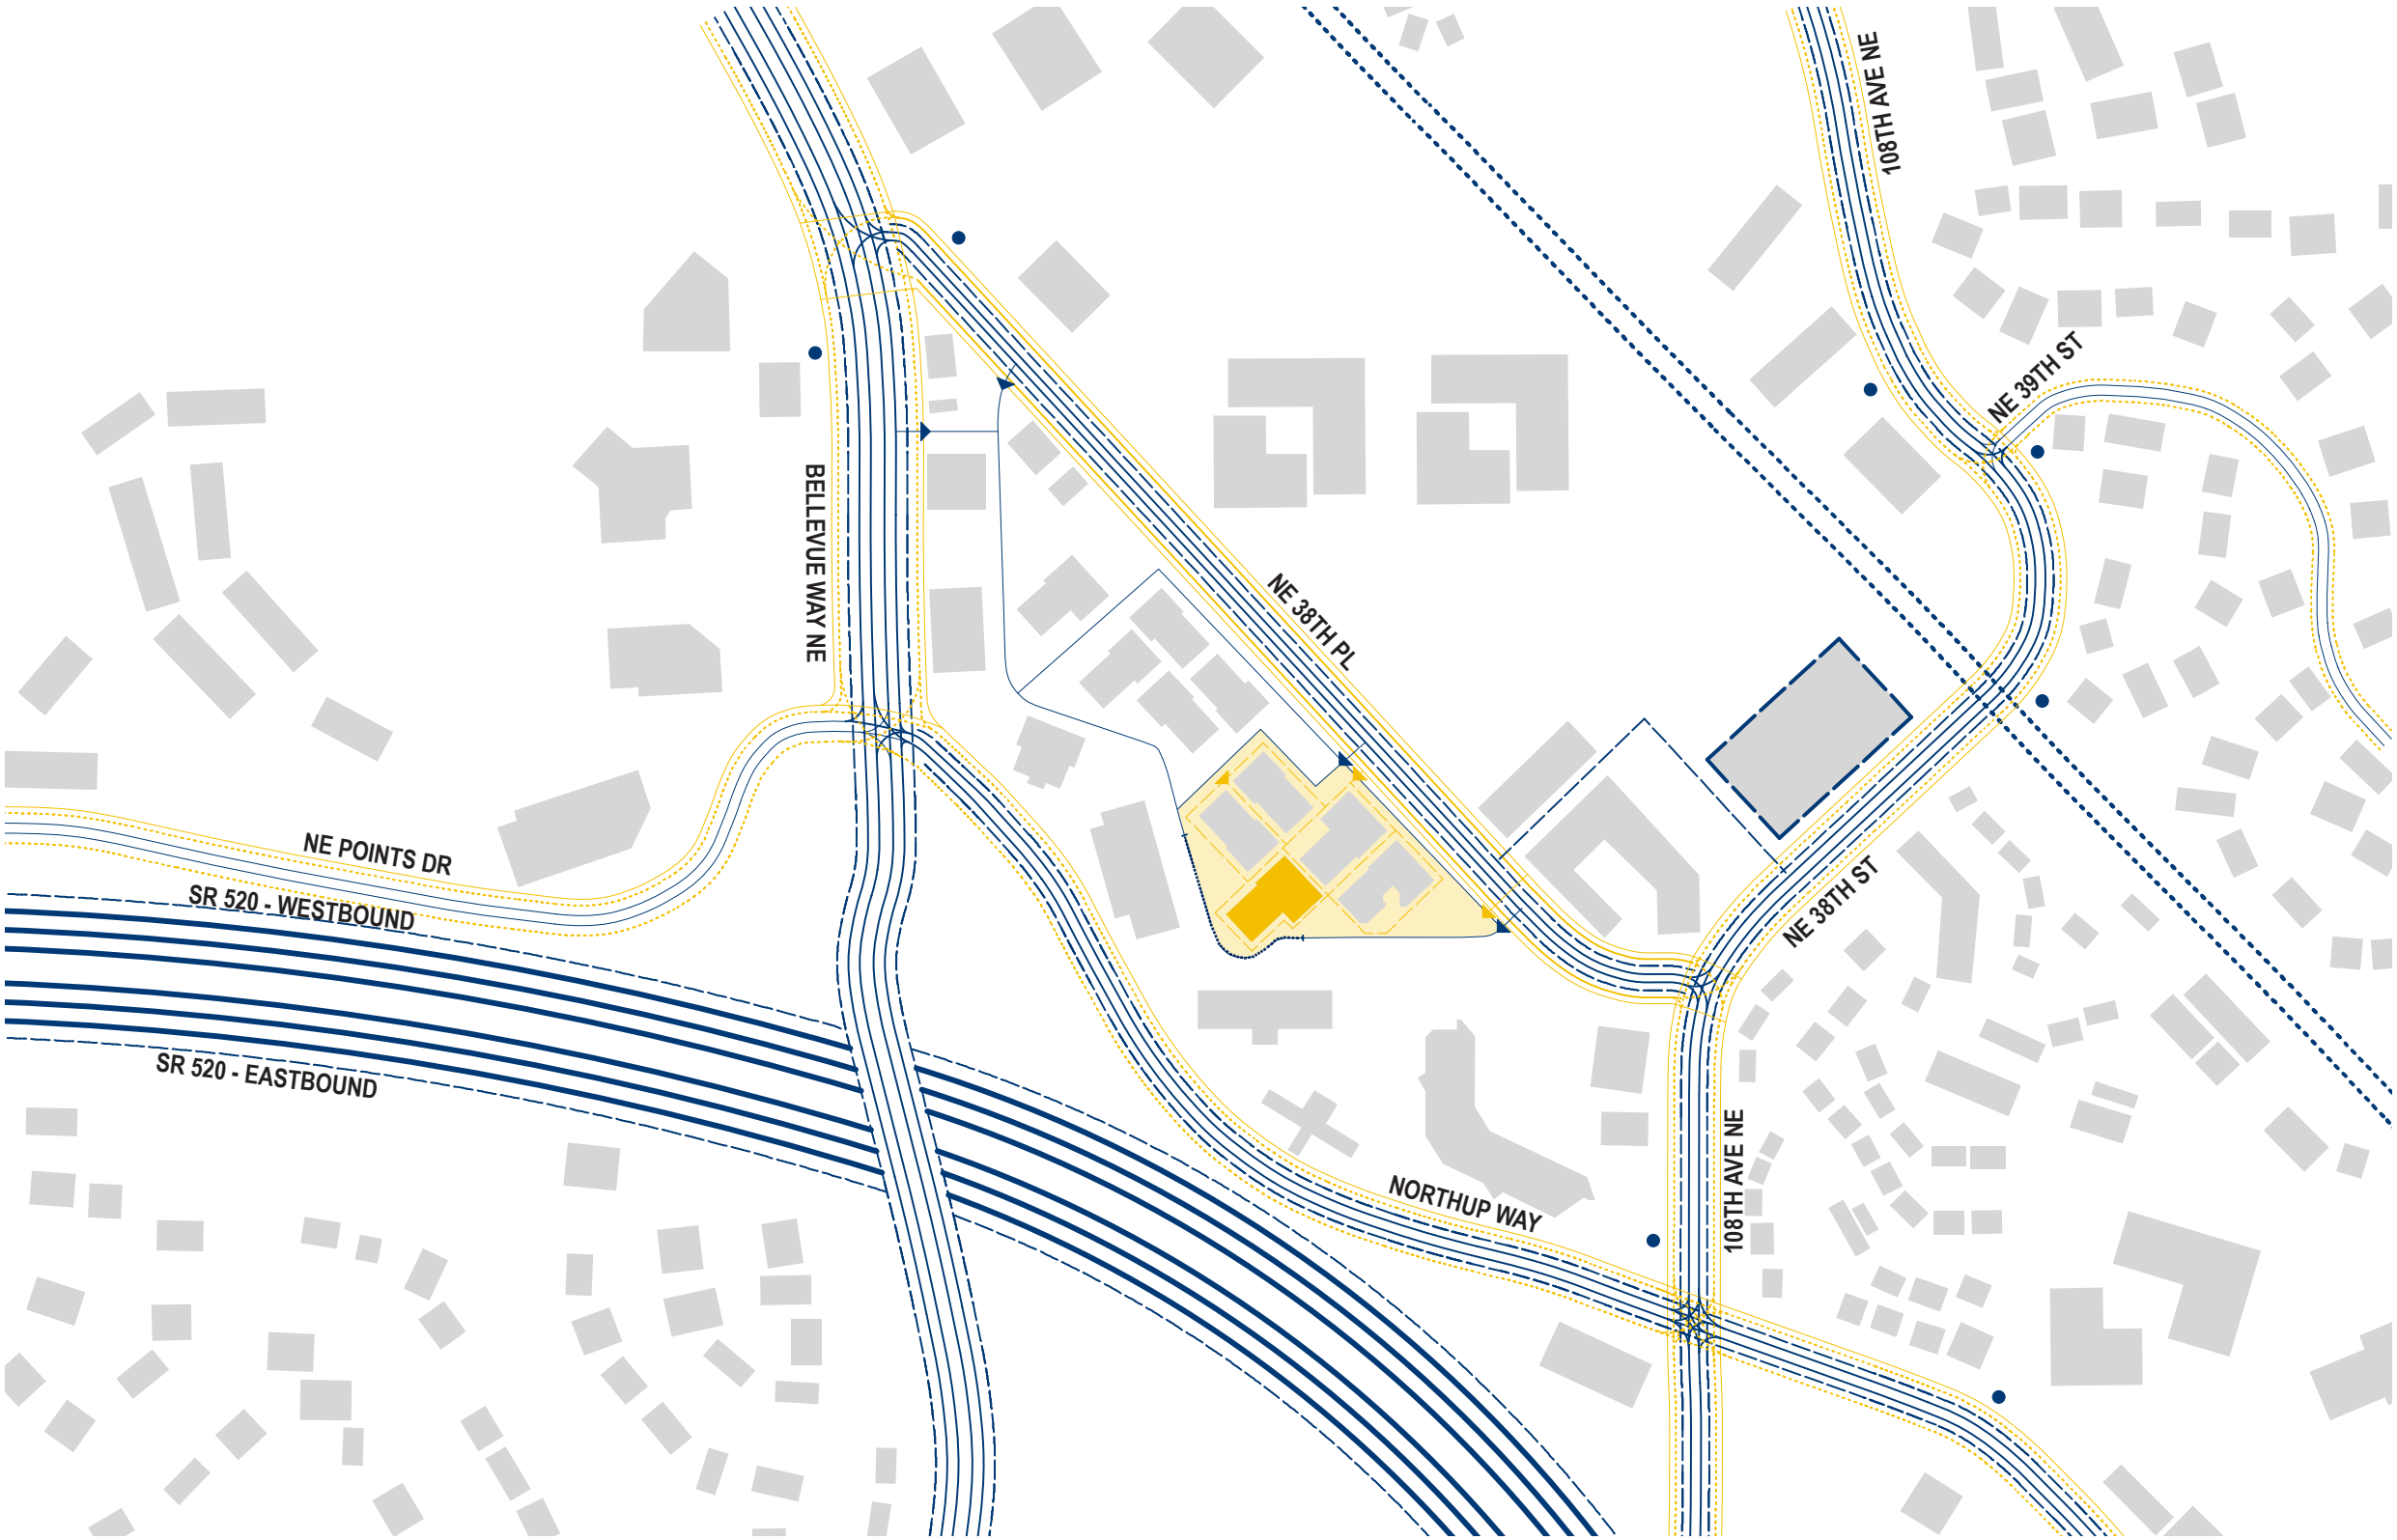 108TH AVE NE
NE 39TH ST
BELLEVUE WAY NE
NE 38TH PL
NE POINTS DR
SR 520 - WESTBOUND
NE 38TH ST
SR 520 - EASTBOUND
108TH AVE NE
NORTHUP WAY